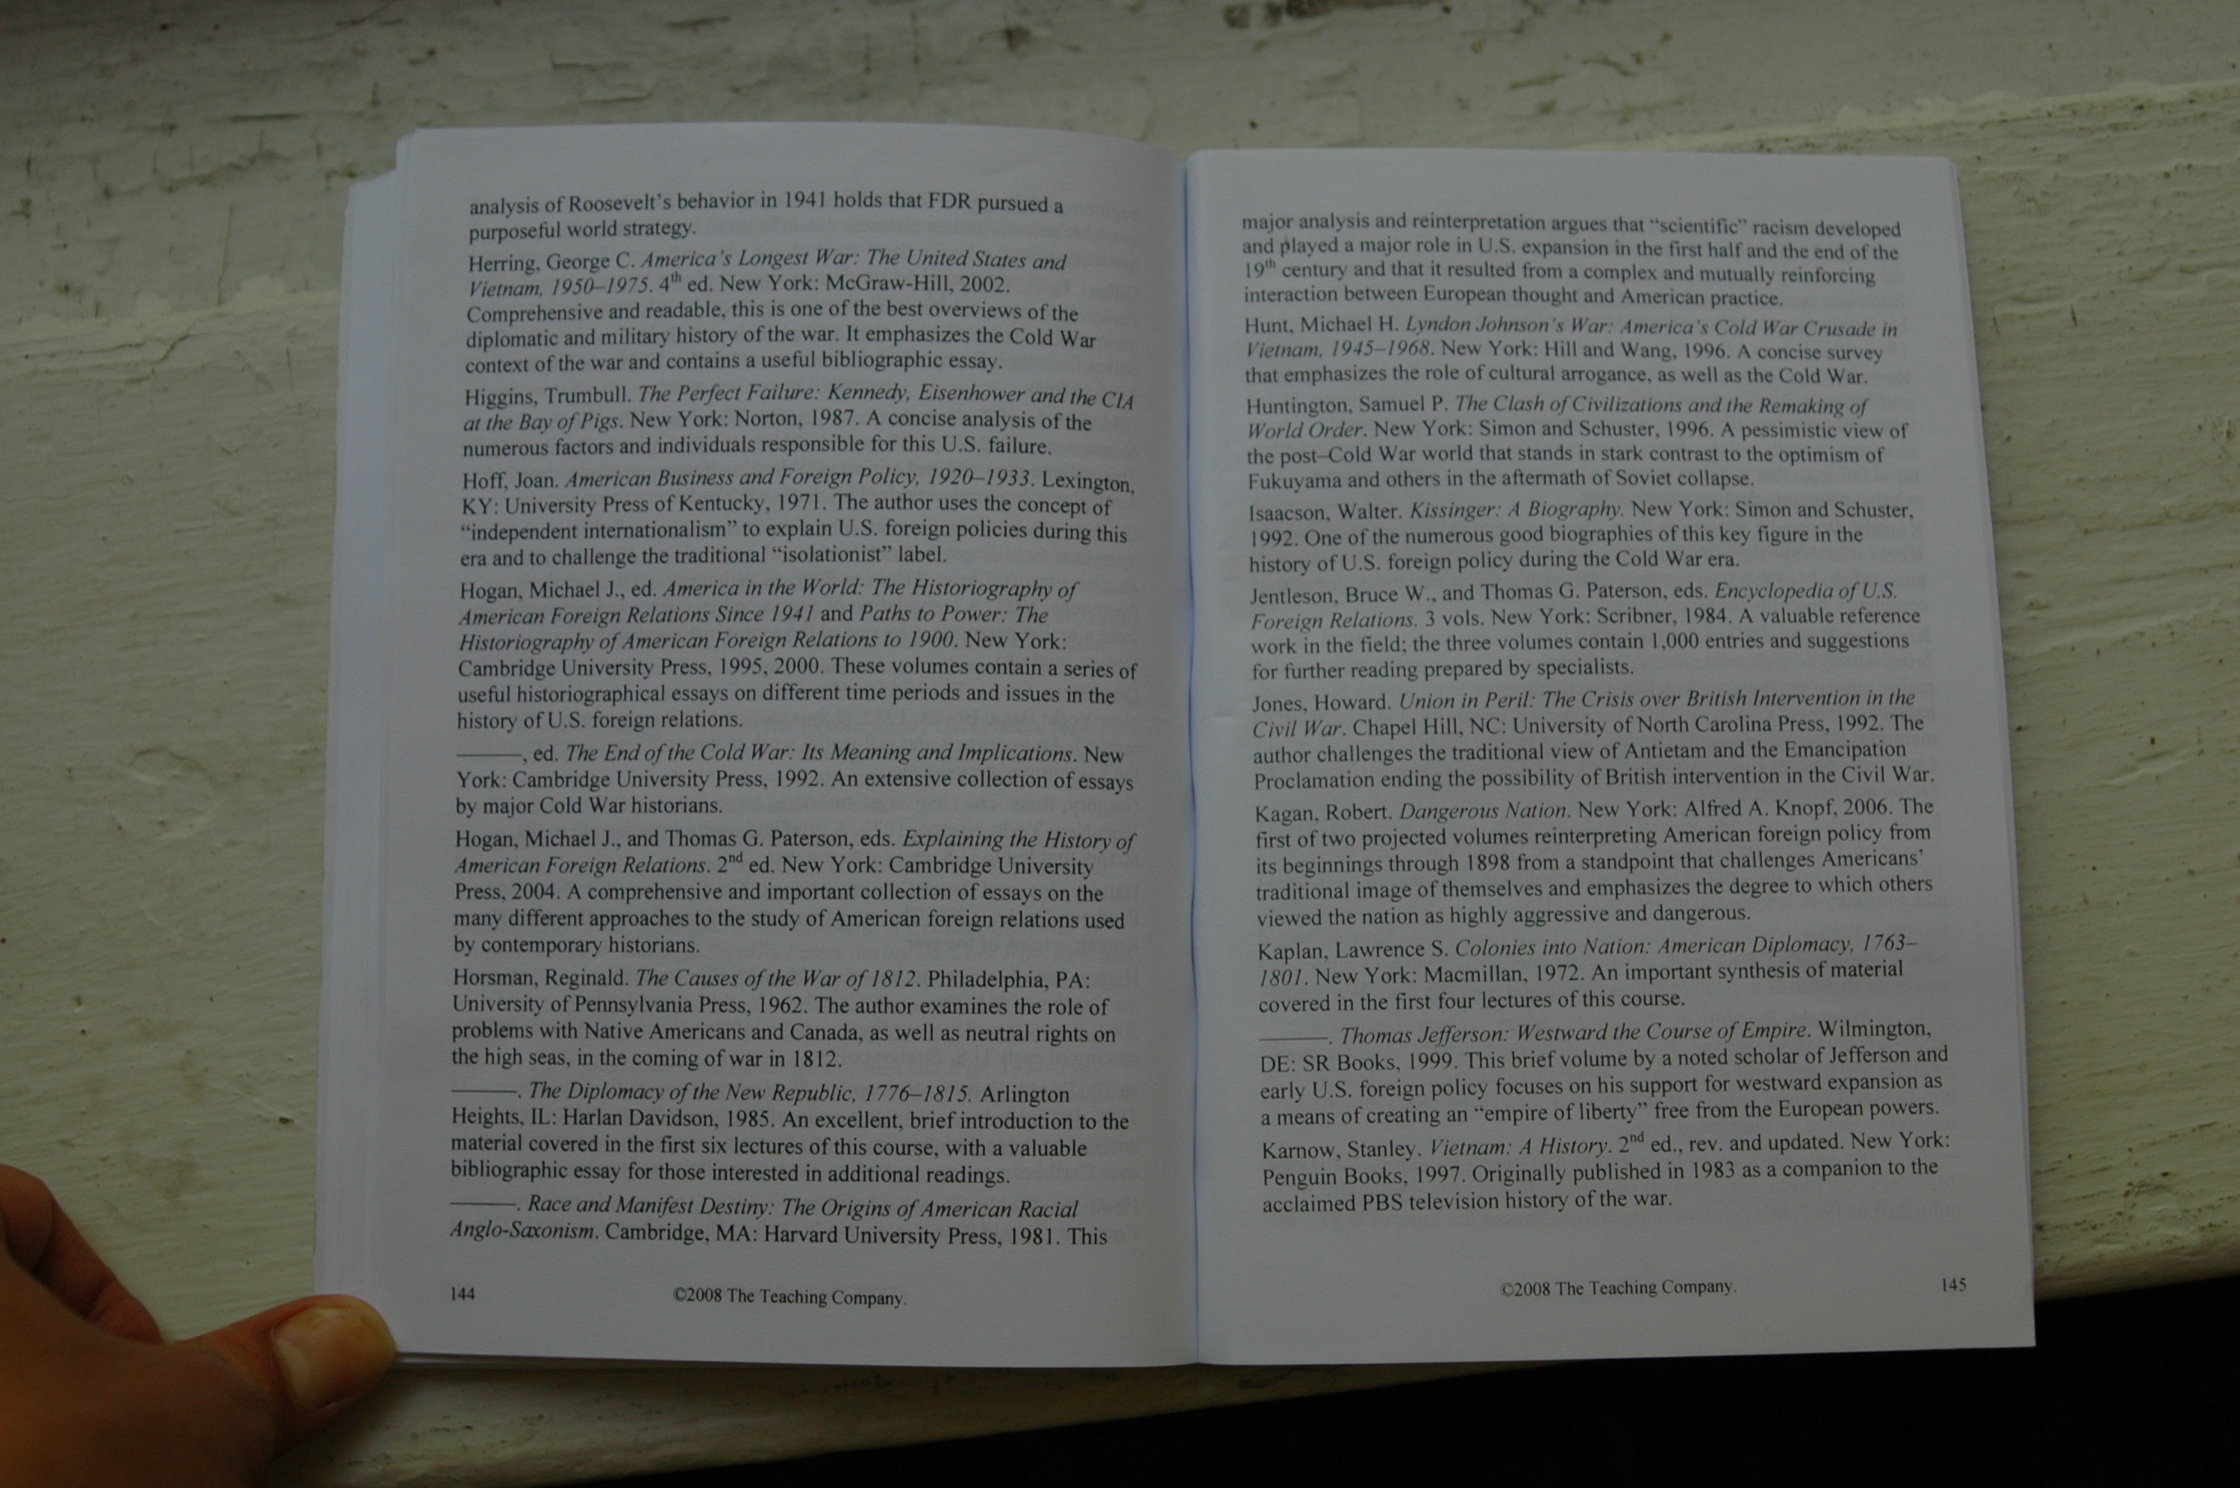 analysis of Roosevelt's behavior in 1941 holds that FDR pursued a
purposeful world strategy.
Herring, George C. America's Longest War: The United States and
Vietnam, 1950–1975. 4th ed. New York: McGraw-Hill, 2002.
Comprehensive and readable, this is one of the best overviews of the
diplomatic and military history of the war. It emphasizes the Cold War
context of the war and contains a useful bibliographic essay.
Higgins, Trumbull. The Perfect Failure: Kennedy, Eisenhower and the CIA
at the Bay of Pigs. New York: Norton, 1987. A concise analysis of the
numerous factors and individuals responsible for this U.S. failure.
Hoff, Joan. American Business and Foreign Policy, 1920–1933. Lexington,
KY: University Press of Kentucky, 1971. The author uses the concept of
“independent internationalism” to explain U.S. foreign policies during this
era and to challenge the traditional “isolationist” label.
Hogan, Michael J., ed. America in the World: The Historiography of
American Foreign Relations Since 1941 and Paths to Power: The
Historiography of American Foreign Relations to 1900. New York:
Cambridge University Press, 1995, 2000. These volumes contain a series of
useful historiographical essays on different time periods and issues in the
history of U.S. foreign relations.
———, ed. The End of the Cold War: Its Meaning and Implications. New
York: Cambridge University Press, 1992. An extensive collection of essays
by major Cold War historians.
Hogan, Michael J., and Thomas G. Paterson, eds. Explaining the History of
American Foreign Relations. 2nd ed. New York: Cambridge University
Press, 2004. A comprehensive and important collection of essays on the
many different approaches to the study of American foreign relations used
by contemporary historians.
Horsman, Reginald. The Causes of the War of 1812. Philadelphia, PA:
University of Pennsylvania Press, 1962. The author examines the role of
problems with Native Americans and Canada, as well as neutral rights on
the high seas, in the coming of war in 1812.
———. The Diplomacy of the New Republic, 1776–1815. Arlington
Heights, IL: Harlan Davidson, 1985. An excellent, brief introduction to the
material covered in the first six lectures of this course, with a valuable
bibliographic essay for those interested in additional readings.
———. Race and Manifest Destiny: The Origins of American Racial
Anglo-Saxonism. Cambridge, MA: Harvard University Press, 1981. This
144
©2008 The Teaching Company.
major analysis and reinterpretation argues that “scientific” racism developed
and played a major role in U.S. expansion in the first half and the end of the
19th century and that it resulted from a complex and mutually reinforcing
interaction between European thought and American practice.
Hunt, Michael H. Lyndon Johnson's War: America's Cold War Crusade in
Vietnam, 1945–1968. New York: Hill and Wang, 1996. A concise survey
that emphasizes the role of cultural arrogance, as well as the Cold War.
Huntington, Samuel P. The Clash of Civilizations and the Remaking of
World Order. New York: Simon and Schuster, 1996. A pessimistic view of
the post–Cold War world that stands in stark contrast to the optimism of
Fukuyama and others in the aftermath of Soviet collapse.
Isaacson, Walter. Kissinger: A Biography. New York: Simon and Schuster,
1992. One of the numerous good biographies of this key figure in the
history of U.S. foreign policy during the Cold War era.
Jentleson, Bruce W., and Thomas G. Paterson, eds. Encyclopedia of U.S.
Foreign Relations. 3 vols. New York: Scribner, 1984. A valuable reference
work in the field; the three volumes contain 1,000 entries and suggestions
for further reading prepared by specialists.
Jones, Howard. Union in Peril: The Crisis over British Intervention in the
Civil War. Chapel Hill, NC: University of North Carolina Press, 1992. The
author challenges the traditional view of Antietam and the Emancipation
Proclamation ending the possibility of British intervention in the Civil War.
Kagan, Robert. Dangerous Nation. New York: Alfred A. Knopf, 2006. The
first of two projected volumes reinterpreting American foreign policy from
its beginnings through 1898 from a standpoint that challenges Americans'
traditional image of themselves and emphasizes the degree to which others
viewed the nation as highly aggressive and dangerous.
Kaplan, Lawrence S. Colonies into Nation: American Diplomacy, 1763–
1801. New York: Macmillan, 1972. An important synthesis of material
covered in the first four lectures of this course.
———. Thomas Jefferson: Westward the Course of Empire. Wilmington,
DE: SR Books, 1999. This brief volume by a noted scholar of Jefferson and
early U.S. foreign policy focuses on his support for westward expansion as
a means of creating an “empire of liberty” free from the European powers.
Karnow, Stanley. Vietnam: A History. 2nd ed., rev. and updated. New York:
Penguin Books, 1997. Originally published in 1983 as a companion to the
acclaimed PBS television history of the war.
©2008 The Teaching Company.
145